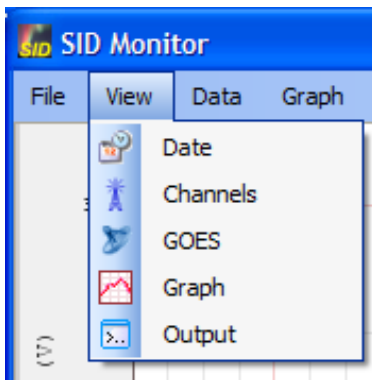 SID SID Monitor
File View Data Graph
Date
Channels
GOES
Graph
Output